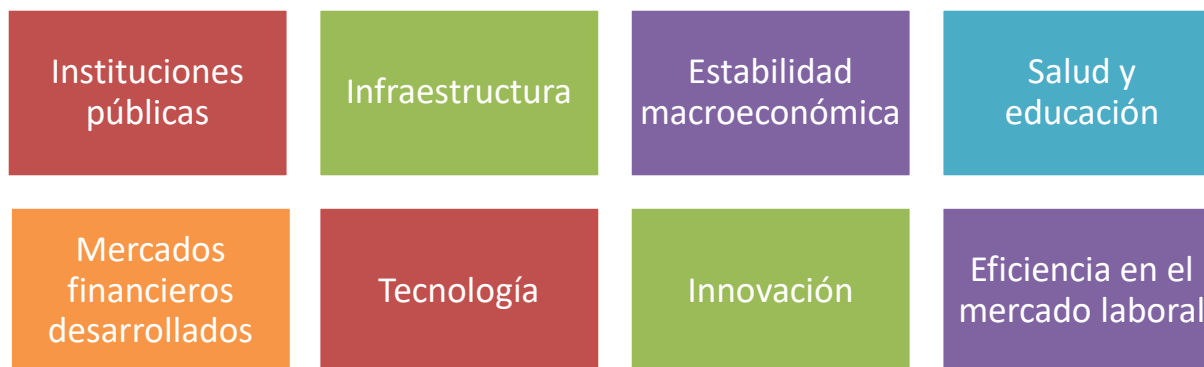 Instituciones
públicas
Infraestructura
Estabilidad
macroeconómica
Salud y
educación
Mercados
financieros
desarrollados
Tecnología
Innovación
Eficiencia en el
mercado laboral